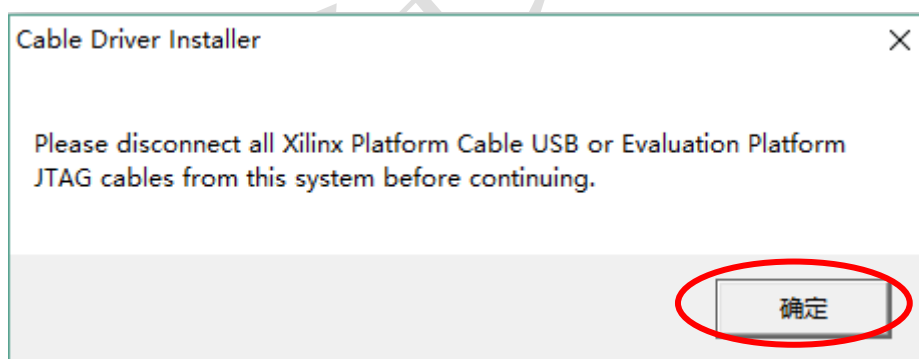 Cable Driver Installer
Please disconnect all Xilinx Platform Cable USB or Evaluation Platform
JTAG cables from this system before continuing.
确定